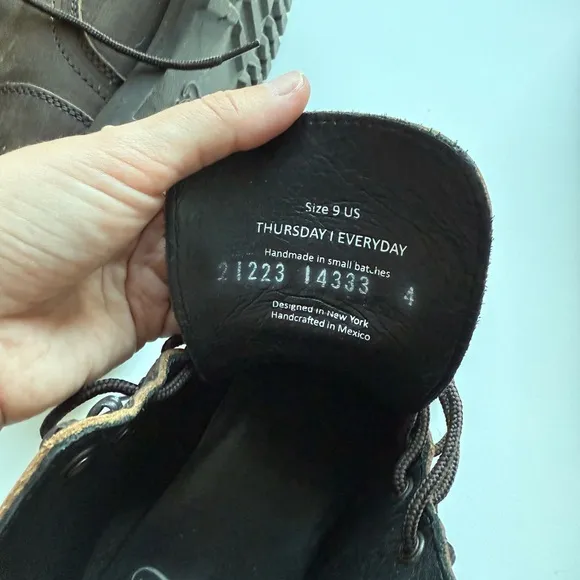 Size 9 US
THURSDAY | EVERYDAY
Handmade in small batches
21223 14333 4
Designed in New York
Handcrafted in Mexico